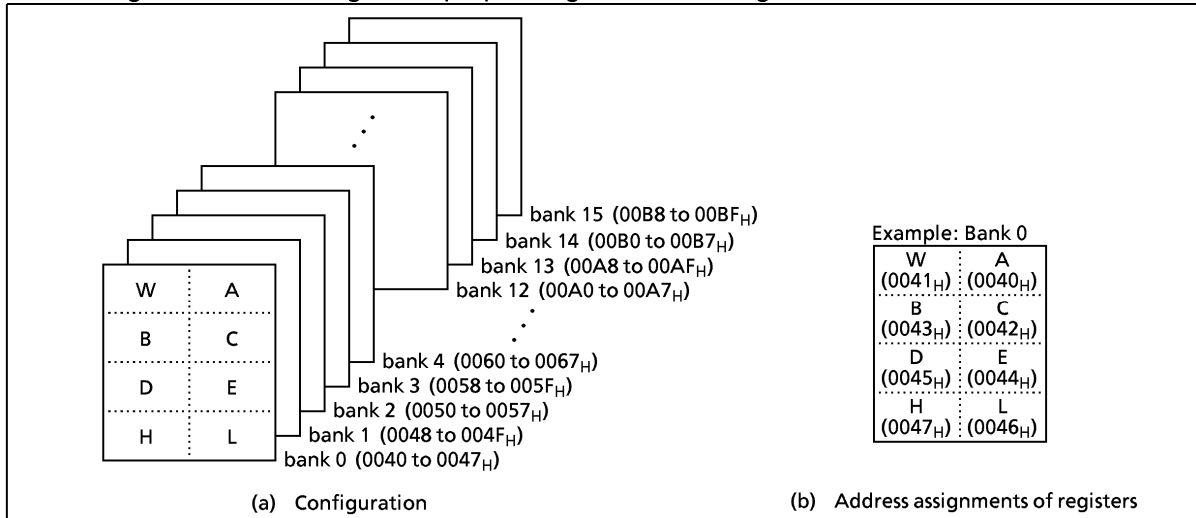 bank 15 (00B8 to 00BFH)
bank 14 (00B0 to 00B7H)
bank 13 (00A8 to 00AFH)
bank 12 (00A0 to 00A7H)
bank 4 (0060 to 0067H)
bank 3 (0058 to 005FH)
bank 2 (0050 to 0057H)
bank 1 (0048 to 004FH)
bank 0 (0040 to 0047H)
W A
B C
D E
H L
(a) Configuration
Example: Bank 0
W A
(0041H) (0040H)
B C
(0043H) (0042H)
D E
(0045H) (0044H)
H L
(0047H) (0046H)
(b) Address assignments of registers